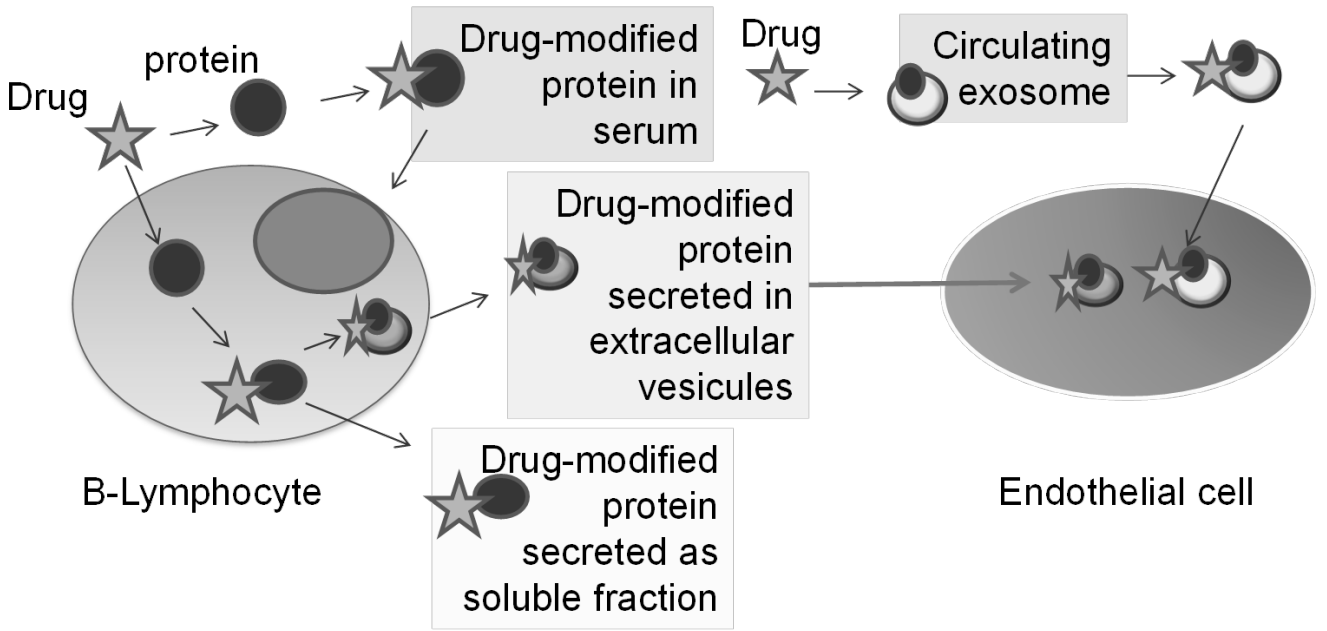 Drug
protein
Drug-modified
protein in
serum
Drug
Circulating
exosome
Drug-modified
protein
secreted in
extracellular
vesicules
B-Lymphocyte
Endothelial cell
Drug-modified
protein
secreted as
soluble fraction